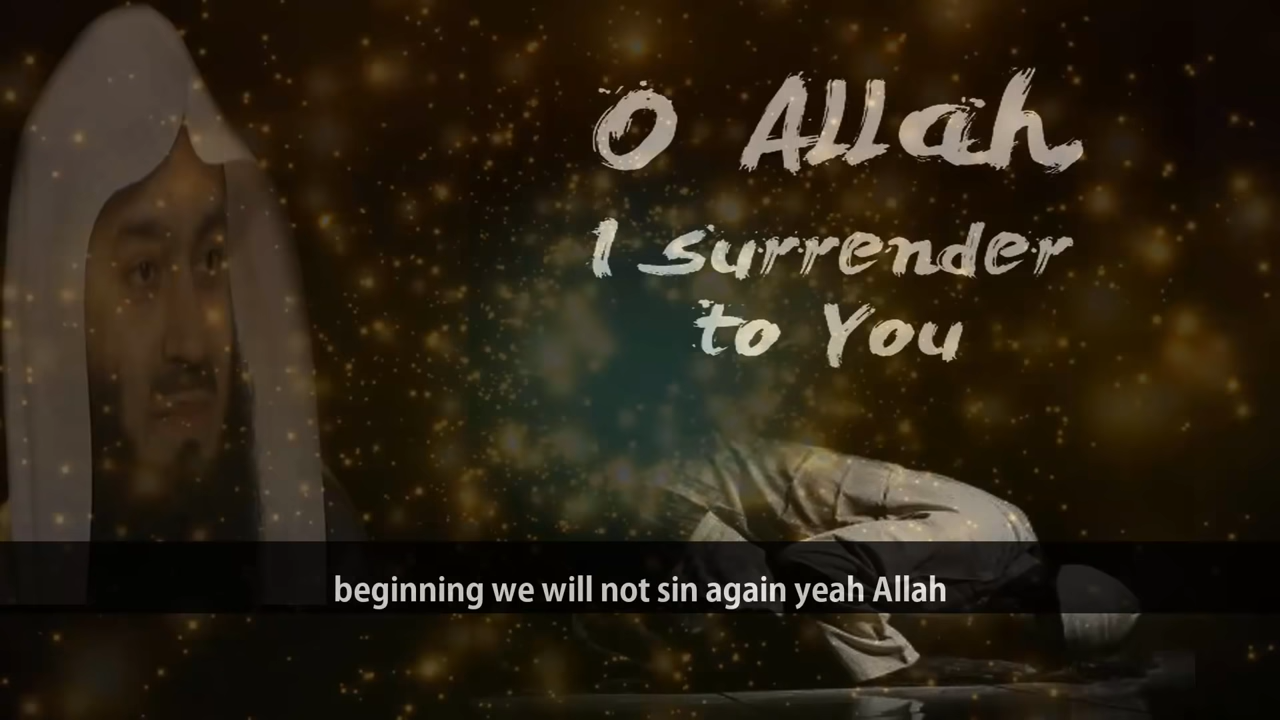 O Allah
I surrender
to You
beginning we will not sin again yeah Allah